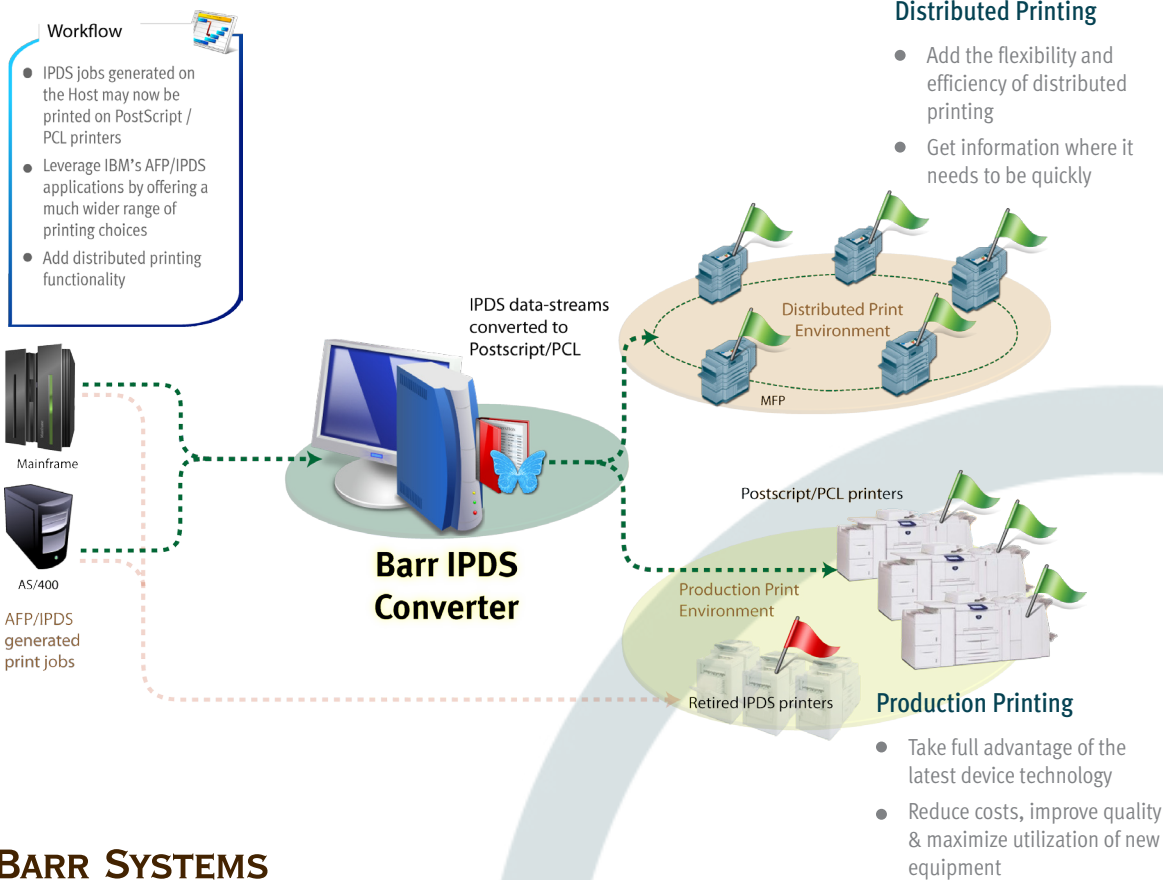 Workflow
IPDS jobs generated on
the Host may now be
printed on PostScript /
PCL printers
Leverage IBM's AFP/IPDS
applications by offering a
much wider range of
printing choices
Add distributed printing
functionality
Distributed Printing
Add the flexibility and
efficiency of distributed
printing
Get information where it
needs to be quickly
IPDS data-streams
converted to
Postscript/PCL
Distributed Print
Environment
MFP
Mainframe
AS/400
AFP/IPDS
generated
print jobs
Barr IPDS
Converter
Postscript/PCL printers
Production Print
Environment
Retired IPDS printers
Production Printing
Take full advantage of the
latest device technology
Reduce costs, improve quality
& maximize utilization of new
equipment
BARR SYSTEMS